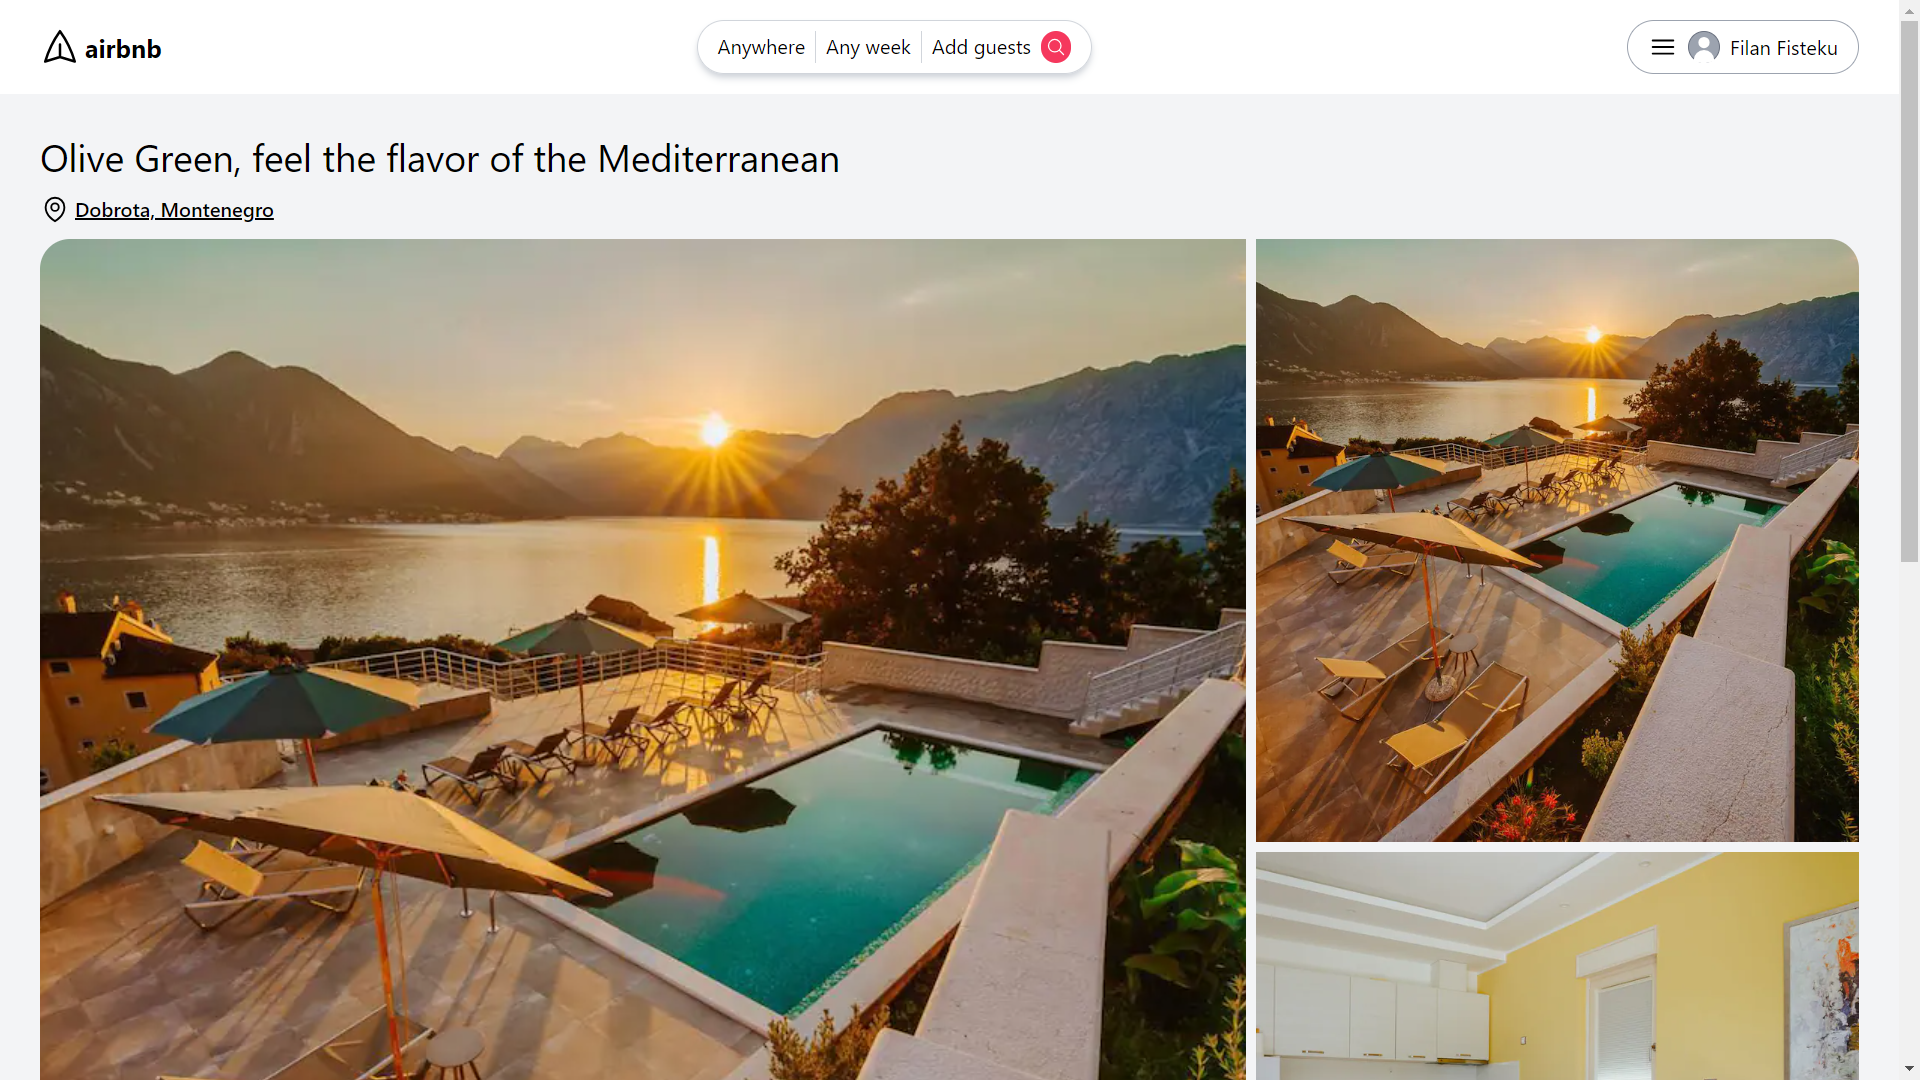 airbnb
Anywhere Any week Add guests
Filan Fisteku
Olive Green, feel the flavor of the Mediterranean
Dobrota, Montenegro